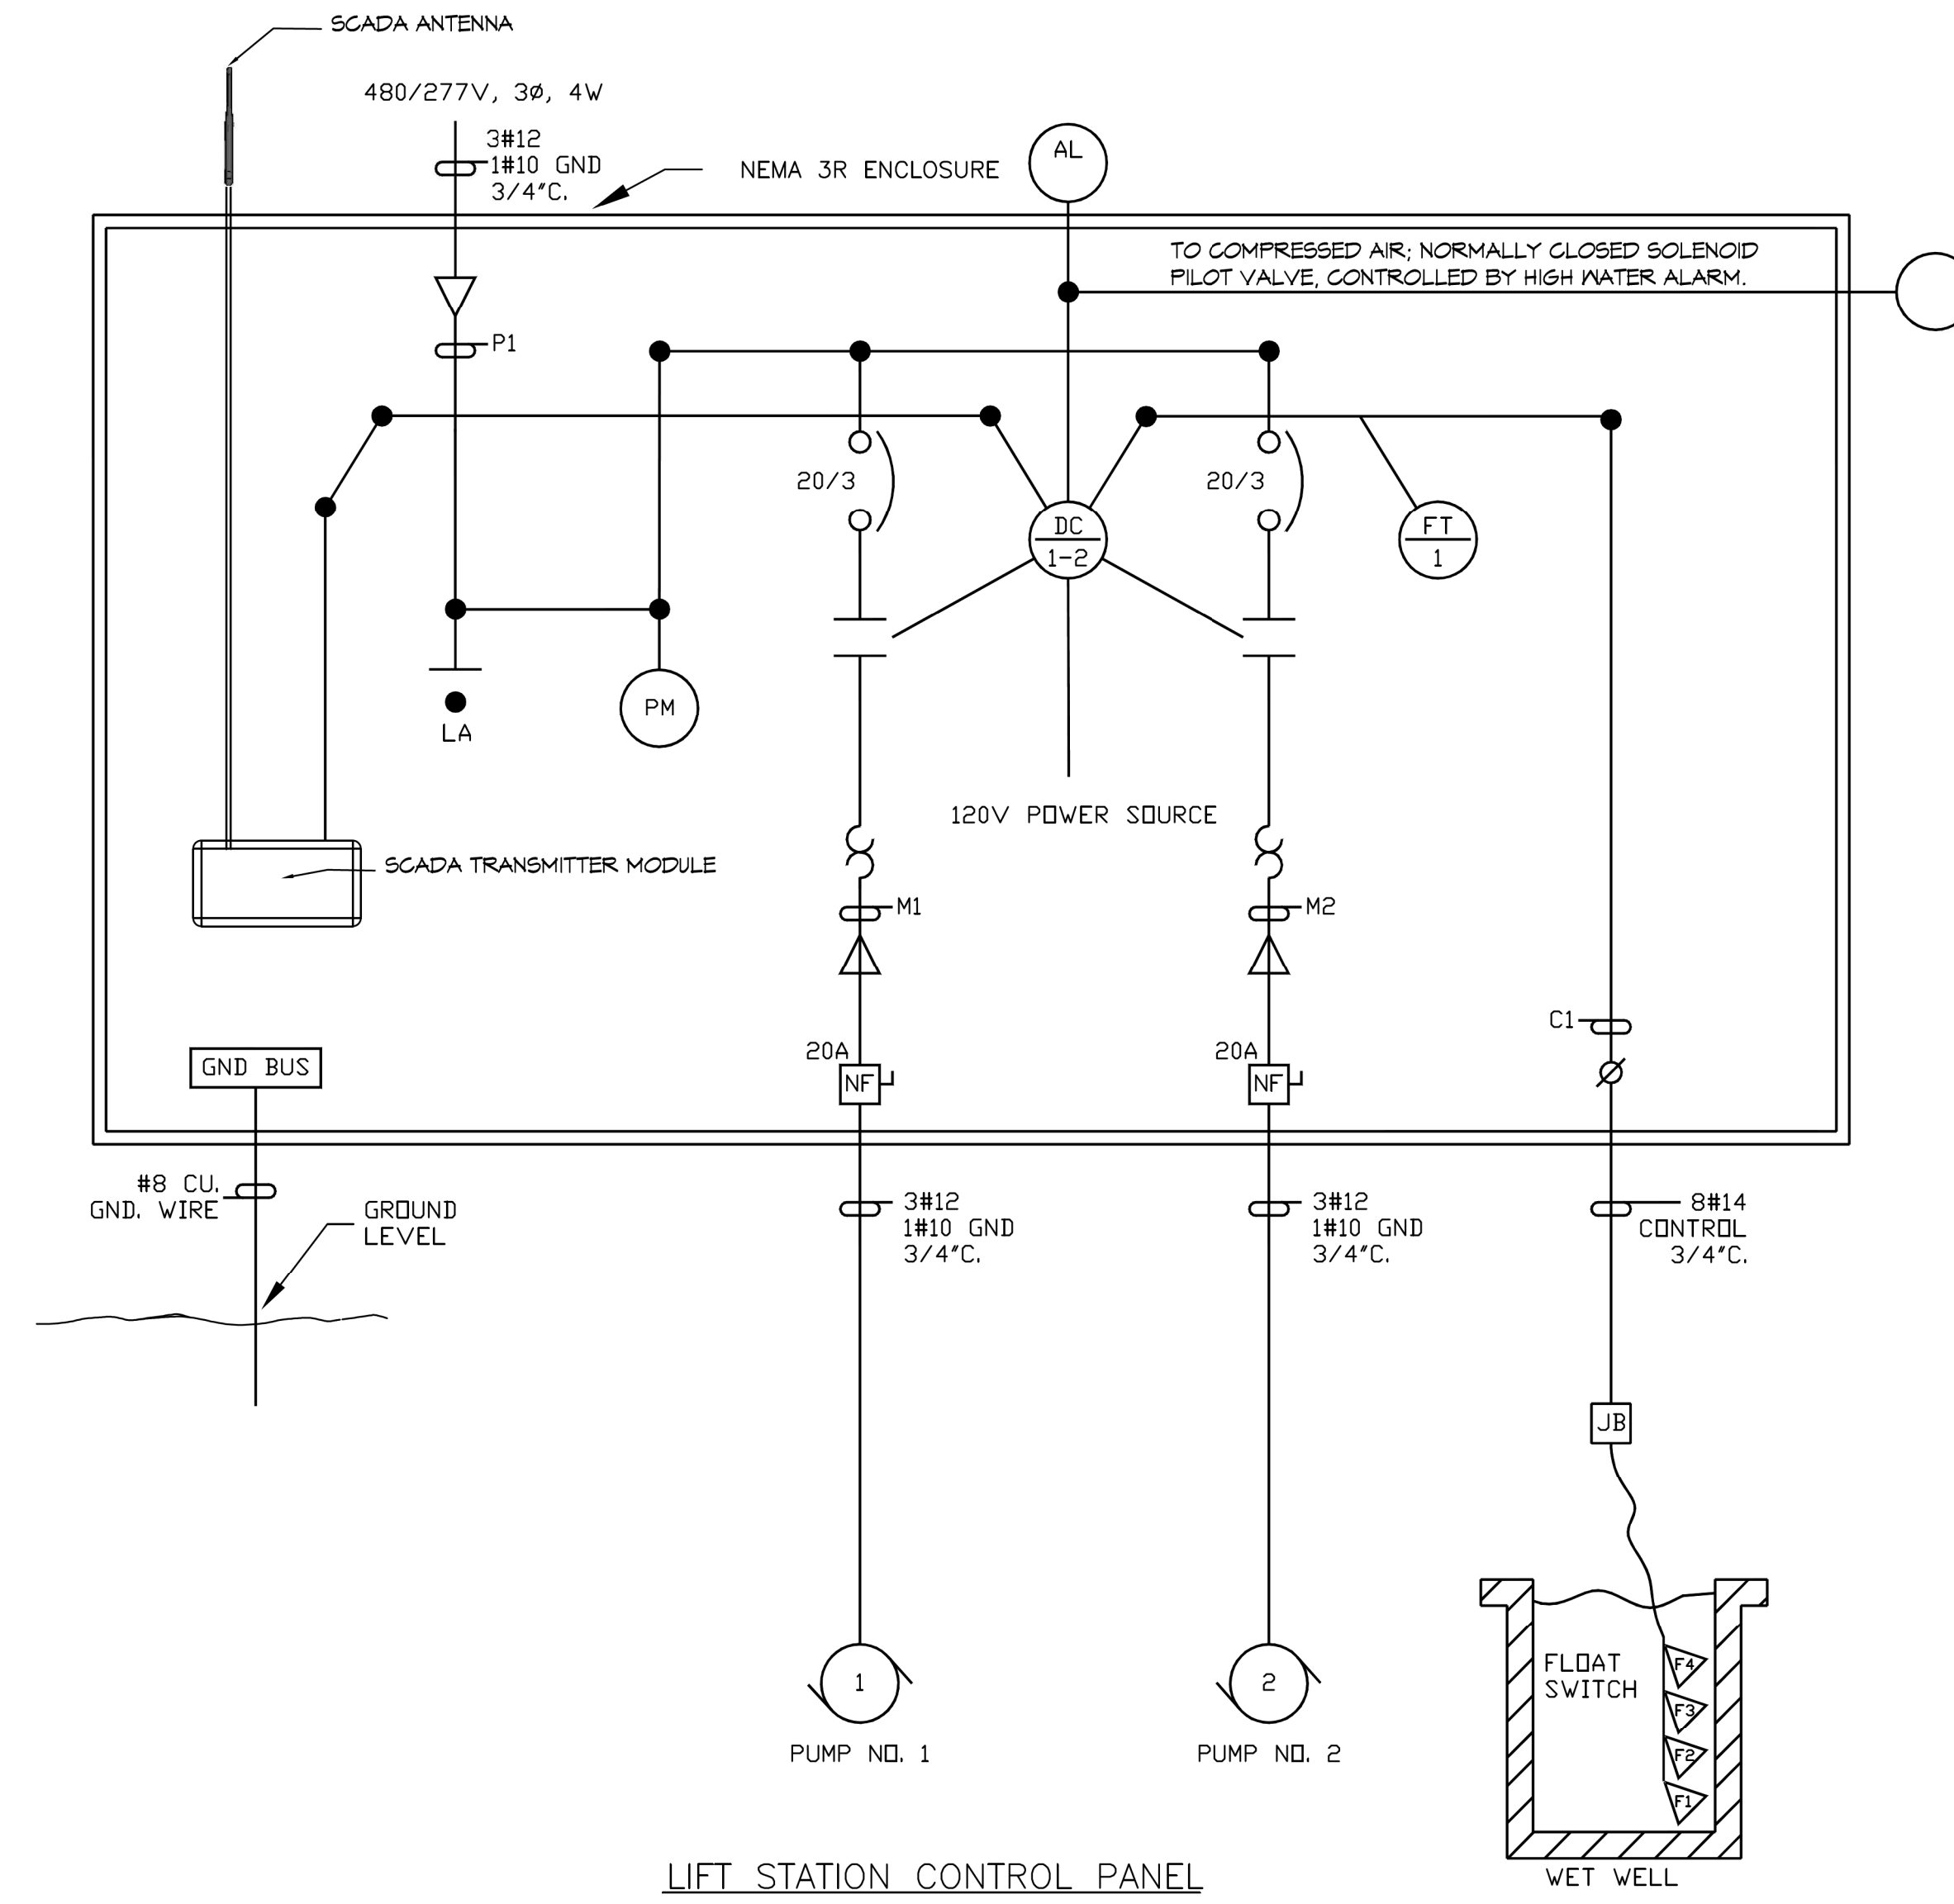 SCADA ANTENNA
480/277V, 3ø, 4W
3#12
1#10 GND
3/4"C.
NEMA 3R ENCLOSURE
AL
TO COMPRESSED AIR; NORMALLY CLOSED SOLENOID
PILOT VALVE, CONTROLLED BY HIGH WATER ALARM.
P1
20/3
20/3
DC
1-2
FT
1
LA
PM
120V POWER SOURCE
SCADA TRANSMITTER MODULE
M1
M2
C1
GND BUS
20A
NF
20A
NF
#8 CU.
GND. WIRE
GROUND
LEVEL
3#12
1#10 GND
3/4"C.
3#12
1#10 GND
3/4"C.
8#14
CONTROL
3/4"C.
JB
1
PUMP NO. 1
2
PUMP NO. 2
FLOAT
SWITCH
F4
F3
F2
F1
WET WELL
LIFT STATION CONTROL PANEL